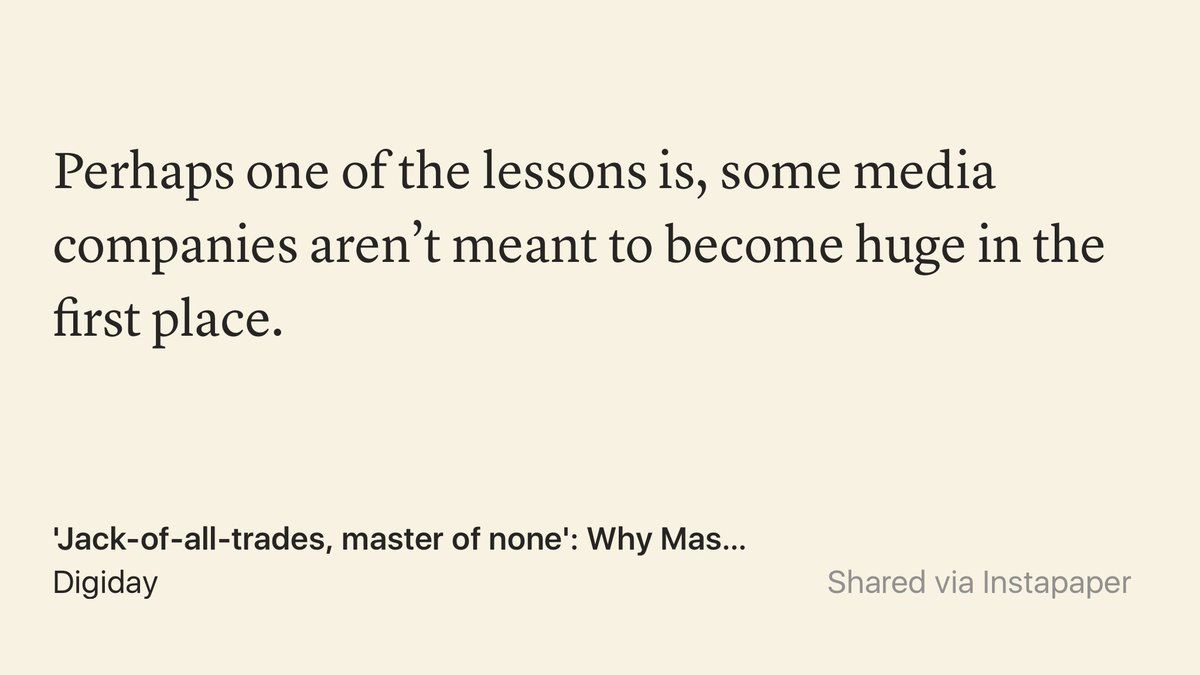 Perhaps one of the lessons is, some media
companies aren’t meant to become huge in the
first place.
'Jack-of-all-trades, master of none': Why Mas...
Digiday
Shared via Instapaper